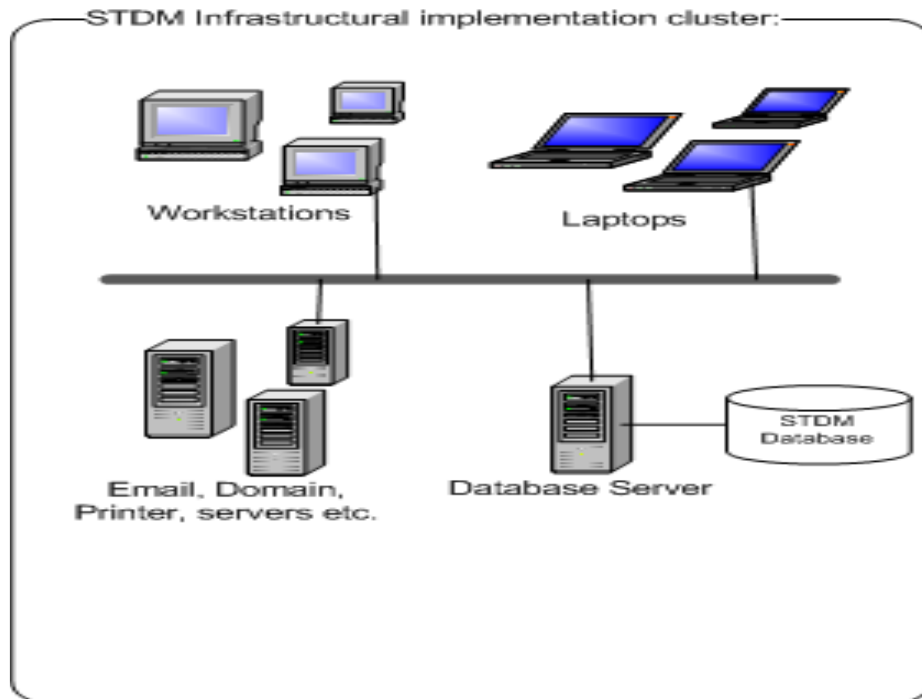 STDM Infrastructural implementation cluster:
Workstations
Laptops
Email, Domain,
Printer, servers etc.
Database Server
STDM
Database